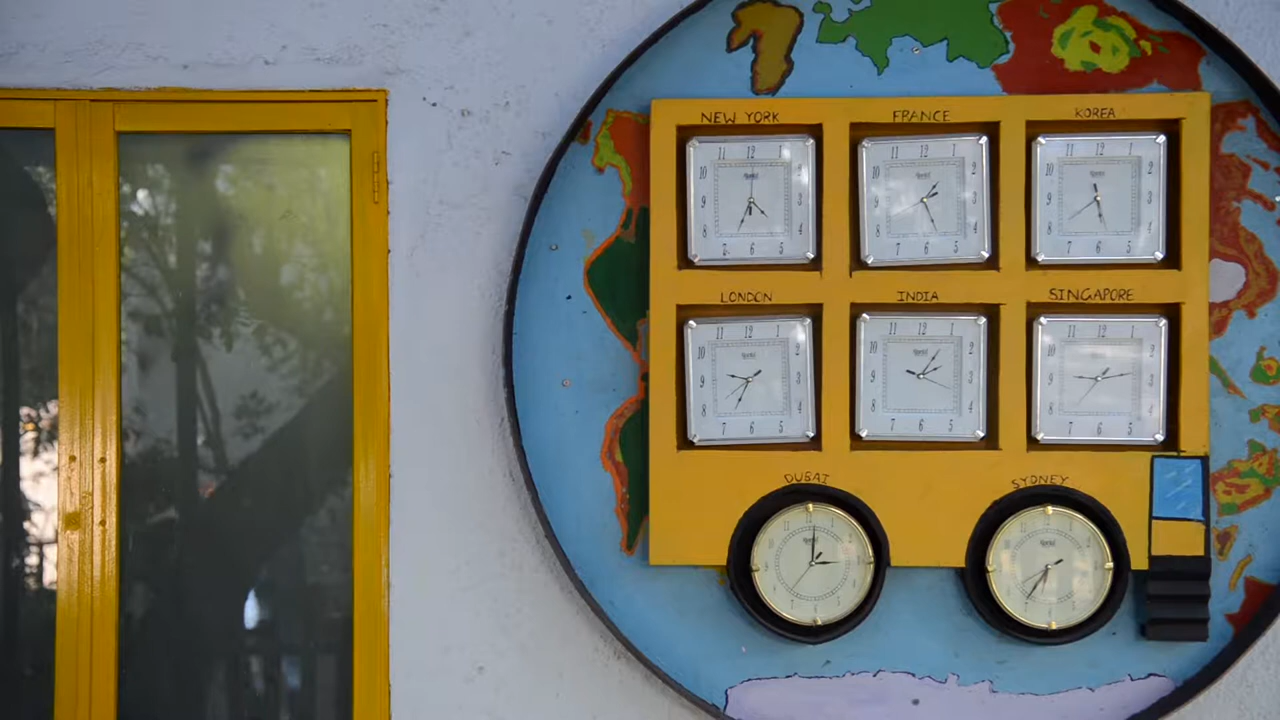 NEW YORK
FRANCE
KOREA
LONDON
INDIA
SINGAPORE
DUBAI
SYDNEY